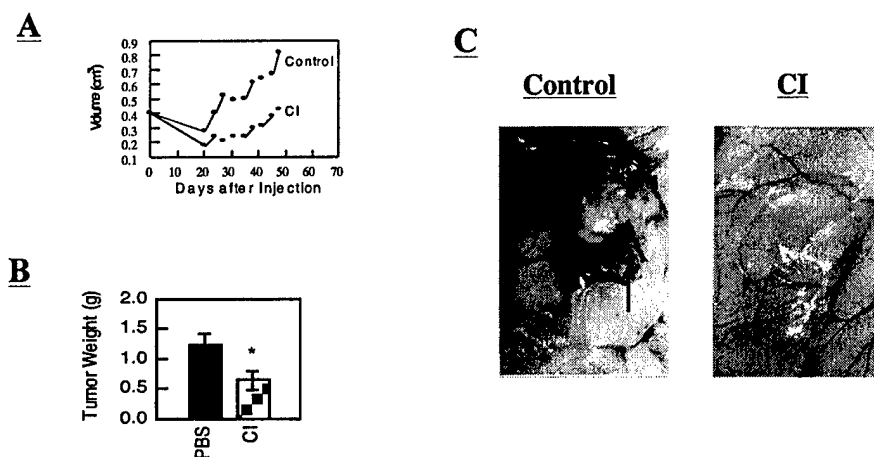 A
0.9
0.8
0.7
0.6
0.5
0.4
0.3
0.2
0.1
Volume (cm³)
Control
CI
0 10 20 30 40 50 60 70
Days after Injection
B
2.0
1.5
1.0
0.5
0.0
Tumor Weight (g)
*
PBS
CI
C
Control CI